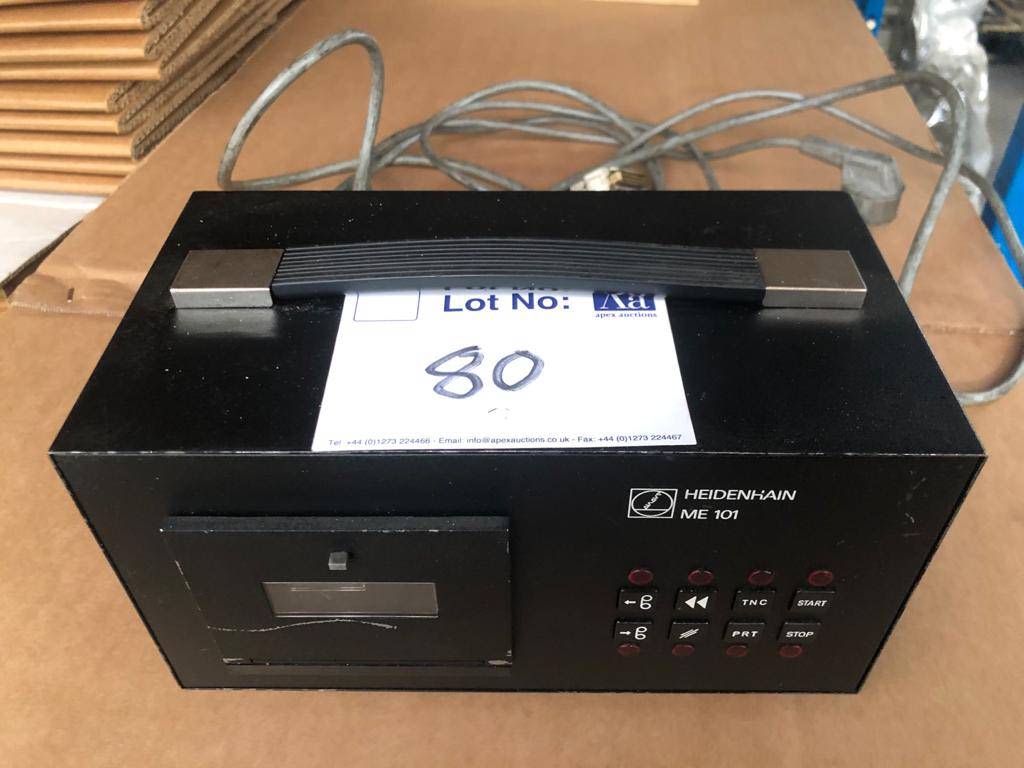 Lot No:
Aa
apex auctions
80
Tel +44 (0)1273 224466 - Email: info@apexauctions.co.uk - Fax: +44 (0)1273 224467
HEIDENHAIN
ME 101
TNC START
PRT STOP